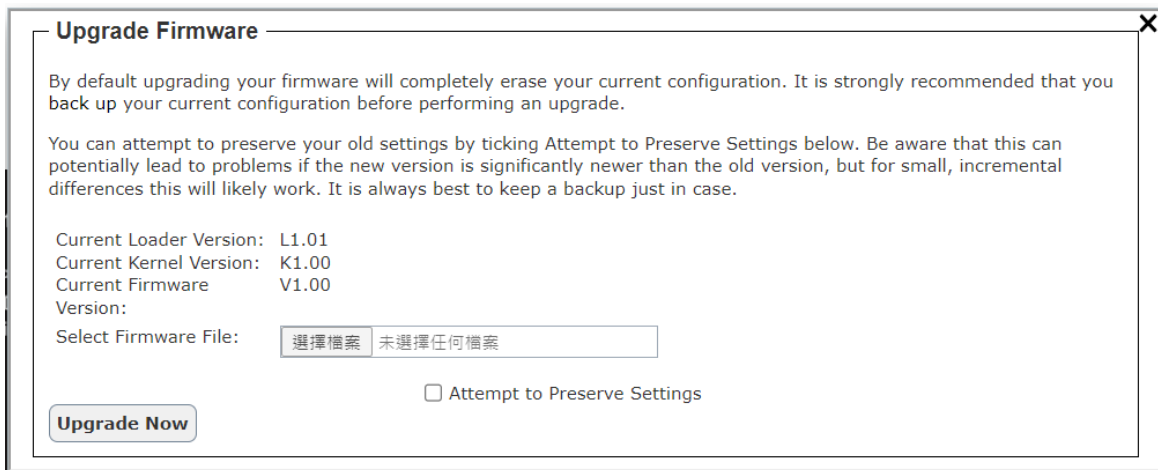 Upgrade Firmware
By default upgrading your firmware will completely erase your current configuration. It is strongly recommended that you
back up your current configuration before performing an upgrade.
You can attempt to preserve your old settings by ticking Attempt to Preserve Settings below. Be aware that this can
potentially lead to problems if the new version is significantly newer than the old version, but for small, incremental
differences this will likely work. It is always best to keep a backup just in case.
Current Loader Version: L1.01
Current Kernel Version: K1.00
Current Firmware V1.00
Version:
Select Firmware File: 選擇檔案 未選擇任何檔案
Attempt to Preserve Settings
Upgrade Now